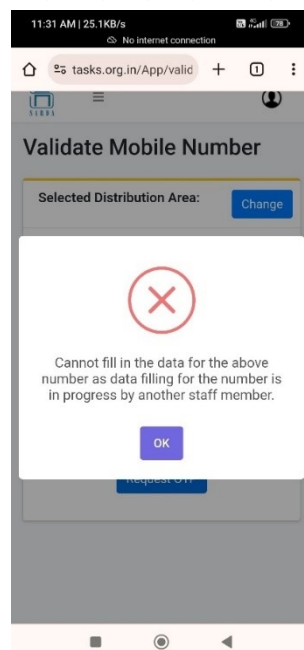 11:31 AM | 25.1KB/s
No internet connection
tasks.org.in/App/valid
1
Validate Mobile Number
Selected Distribution Area:
Change
Cannot fill in the data for the above
number as data filling for the number is
in progress by another staff member.
OK
Request OTP